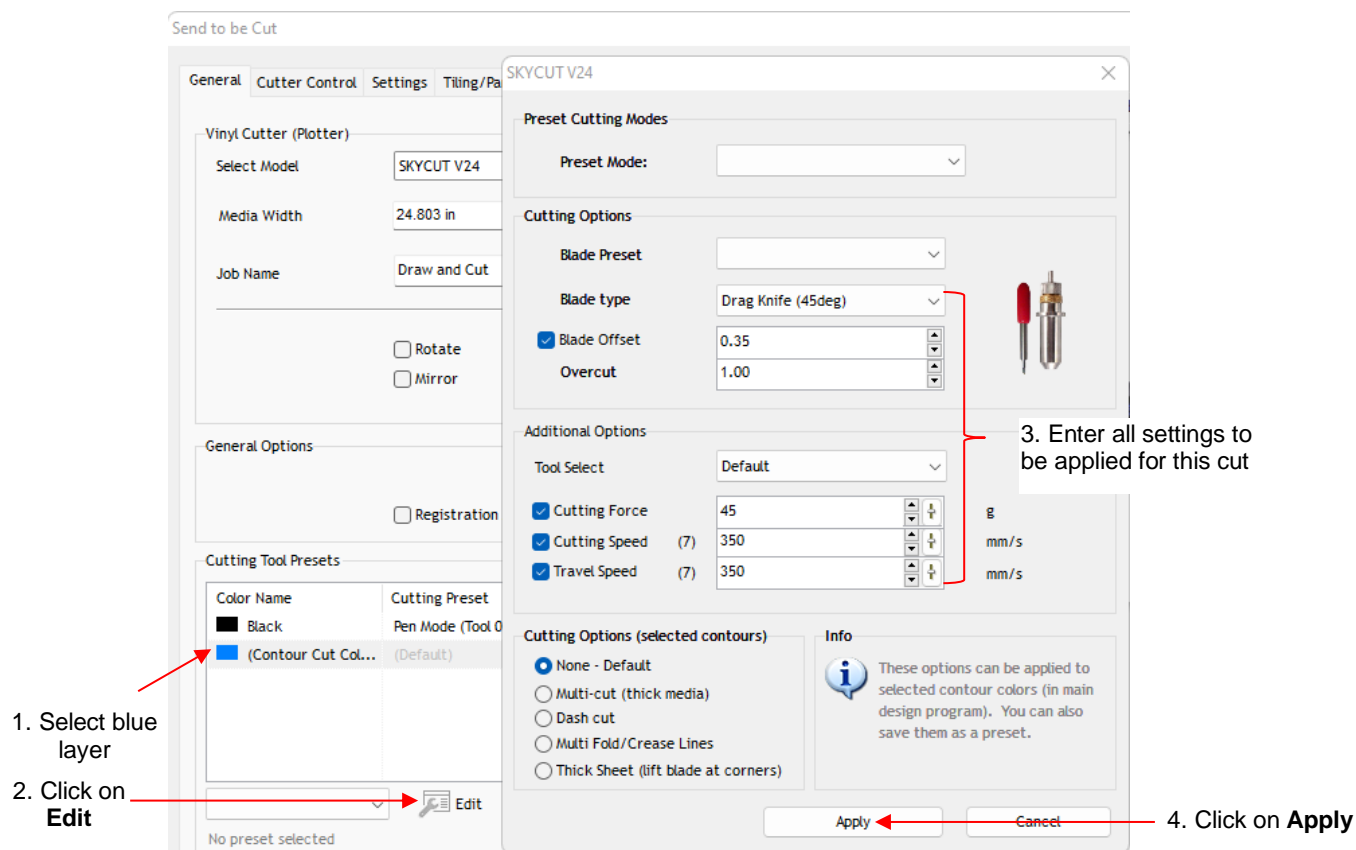 Send to be Cut
General
Cutter Control
Settings
Tiling/Pa
Vinyl Cutter (Plotter)
Select Model
SKYCUT V24
Media Width
24.803 in
Job Name
Draw and Cut
Rotate
Mirror
General Options
Registration
Cutting Tool Presets
Color Name
Cutting Preset
Black
Pen Mode (Tool 0
(Contour Cut Col...
(Default)
Edit
No preset selected
SKYCUT V24
Preset Cutting Modes
Preset Mode:
Cutting Options
Blade Preset
Blade type
Drag Knife (45deg)
Blade Offset
0.35
Overcut
1.00
Additional Options
Tool Select
Default
Cutting Force
45
g
Cutting Speed (7)
350
mm/s
Travel Speed (7)
350
mm/s
Cutting Options (selected contours)
None - Default
Multi-cut (thick media)
Dash cut
Multi Fold/Crease Lines
Thick Sheet (lift blade at corners)
Info
These options can be applied to
selected contour colors (in main
design program). You can also
save them as a preset.
Apply
Cancel
1. Select blue
layer
2. Click on
Edit
3. Enter all settings to
be applied for this cut
4. Click on Apply